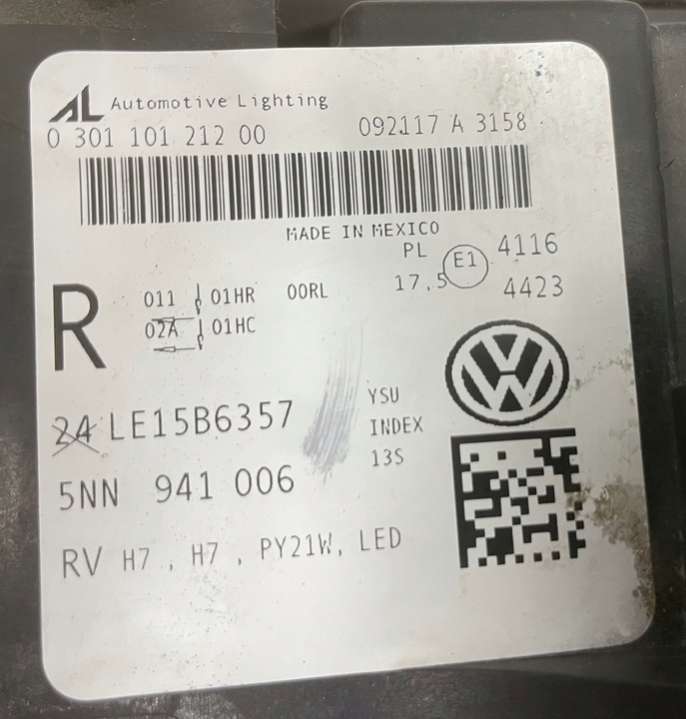 AL Automotive Lighting
0 301 101 212 00 092117 A 3158
MADE IN MEXICO
PL E1 4116
17,5 4423
R 011 01HR 00RL
02A 01HC
24 LE15B6357 YSU
INDEX
13S
5NN 941 006
RV H7 , H7 , PY21W, LED